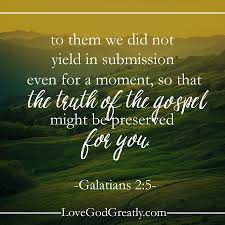 to them we did not
yield in submission
even for a moment, so that
the truth of the gospel
might be preserved
for you.
-Galatians 2:5-
-LoveGodGreatly.com-